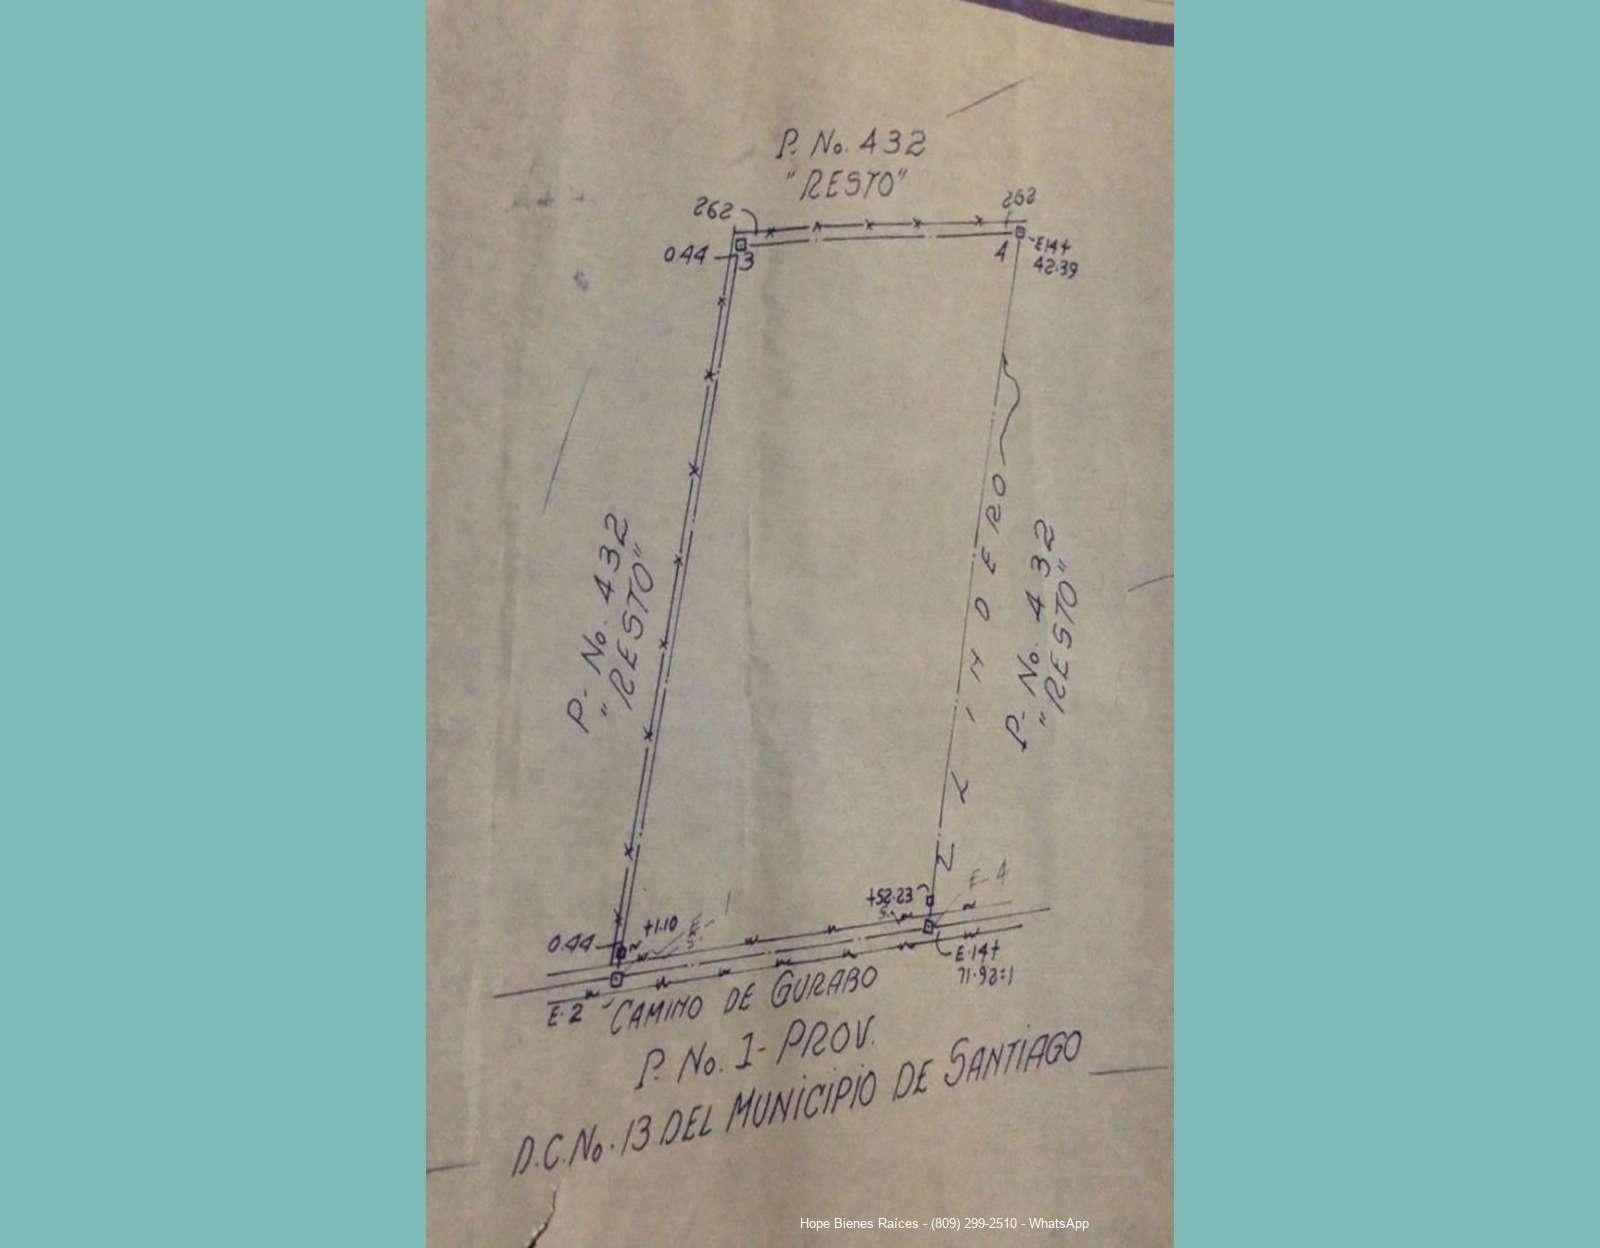 P. No. 432
"RESTO"
262
262
0.44
3
4
E14+
42.39
P- No. 432
"RESTO"
LINDERO
P- No. 432
"RESTO"
+52.23
E-4
0.44
+1.10
E-1
E-14+
71.92=1
E-2
CAMINO DE GURABO
P. No. 1- PROV.
D.C. No. 13 DEL MUNICIPIO DE SANTIAGO
Hope Bienes Raíces - (809) 299-2510 - WhatsApp